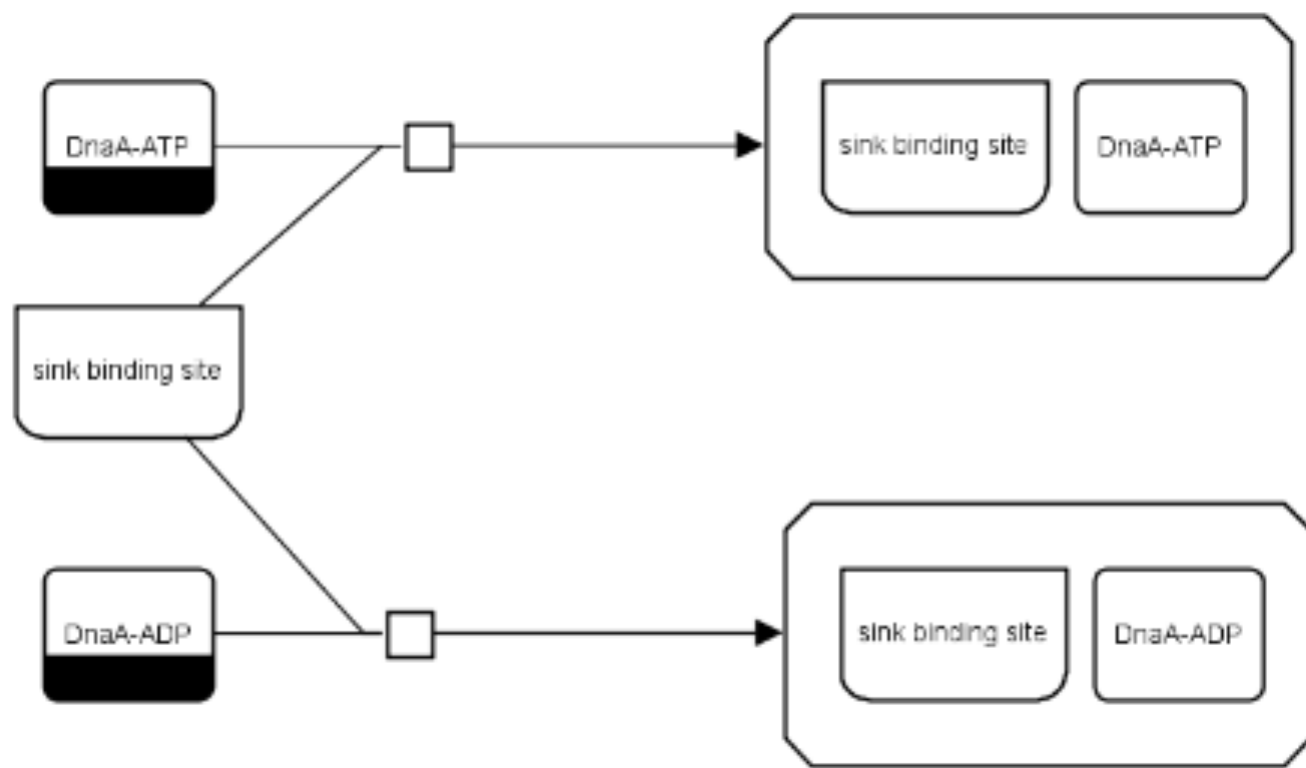 DnaA-ATP
sink binding site
DnaA-ATP
sink binding site
DnaA-ADP
sink binding site
DnaA-ADP